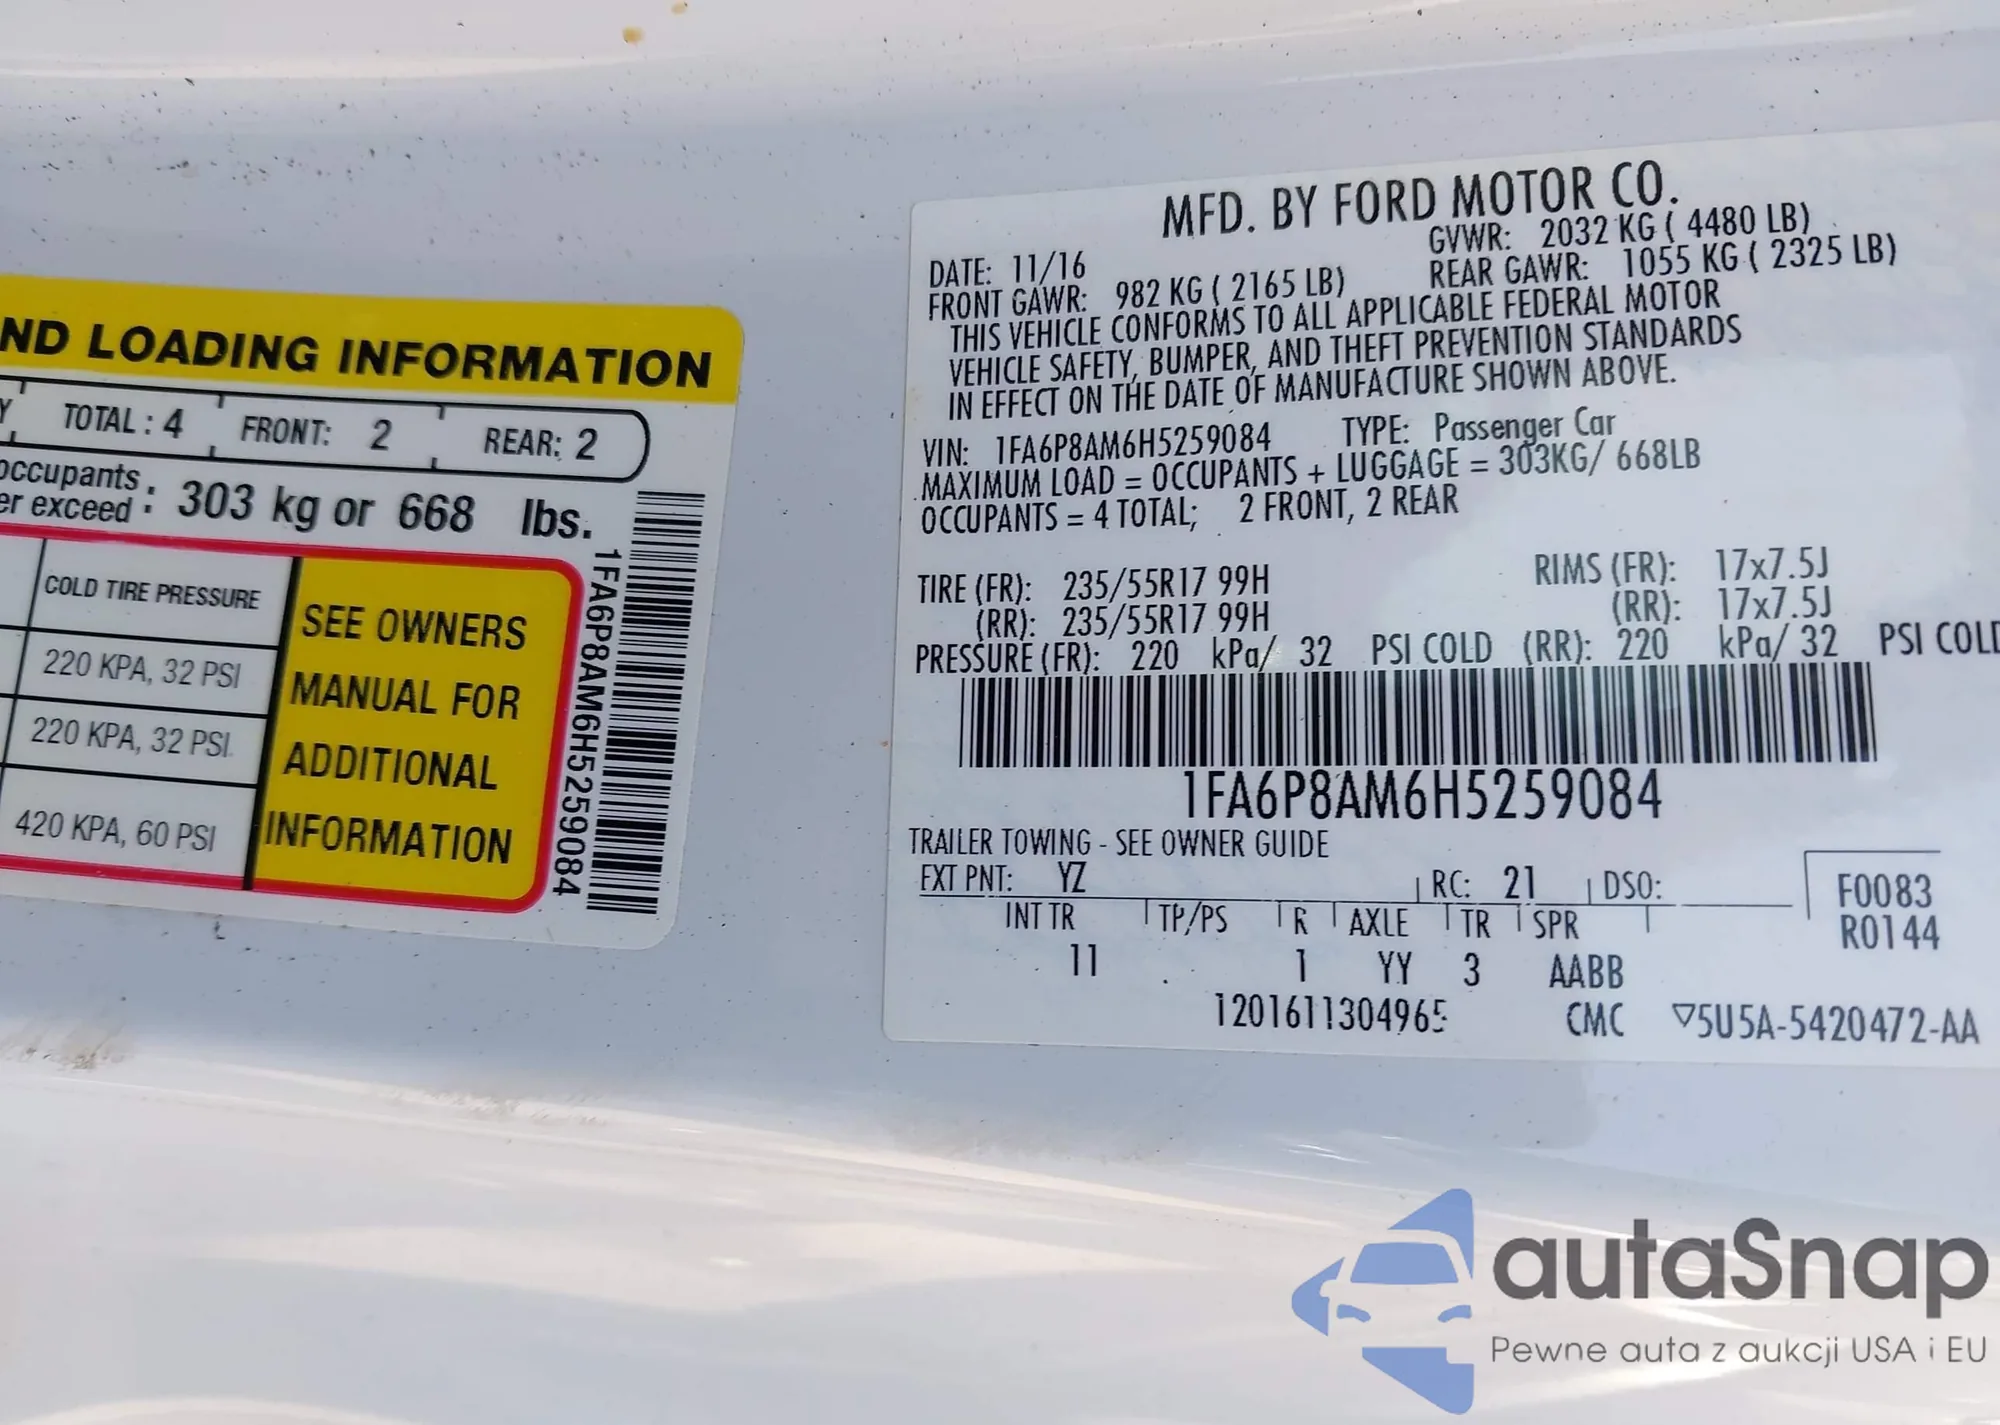 ND LOADING INFORMATION
Y TOTAL : 4 FRONT: 2 REAR: 2
occupants
er exceed : 303 kg or 668 lbs.
COLD TIRE PRESSURE
220 KPA, 32 PSI
220 KPA, 32 PSI
420 KPA, 60 PSI
SEE OWNERS
MANUAL FOR
ADDITIONAL
INFORMATION
1FA6P8AM6H5259084
MFD. BY FORD MOTOR CO.
DATE: 11/16 GVWR: 2032 KG ( 4480 LB)
FRONT GAWR: 982 KG ( 2165 LB) REAR GAWR: 1055 KG ( 2325 LB)
THIS VEHICLE CONFORMS TO ALL APPLICABLE FEDERAL MOTOR
VEHICLE SAFETY, BUMPER, AND THEFT PREVENTION STANDARDS
IN EFFECT ON THE DATE OF MANUFACTURE SHOWN ABOVE.
VIN: 1FA6P8AM6H5259084 TYPE: Passenger Car
MAXIMUM LOAD = OCCUPANTS + LUGGAGE = 303KG/ 668LB
OCCUPANTS = 4 TOTAL; 2 FRONT, 2 REAR
TIRE (FR): 235/55R17 99H RIMS (FR): 17x7.5J
(RR): 235/55R17 99H (RR): 17x7.5J
PRESSURE (FR): 220 kPa/ 32 PSI COLD (RR): 220 kPa/ 32 PSI COLD
1FA6P8AM6H5259084
TRAILER TOWING - SEE OWNER GUIDE
EXT PNT: YZ RC: 21 DSO:
F0083
R0144
INT TR TP/PS R AXLE TR SPR
11 1 YY 3 AABB
1201611304965 CMC ▽5U5A-5420472-AA
autaSnap
Pewne auta z aukcji USA i EU